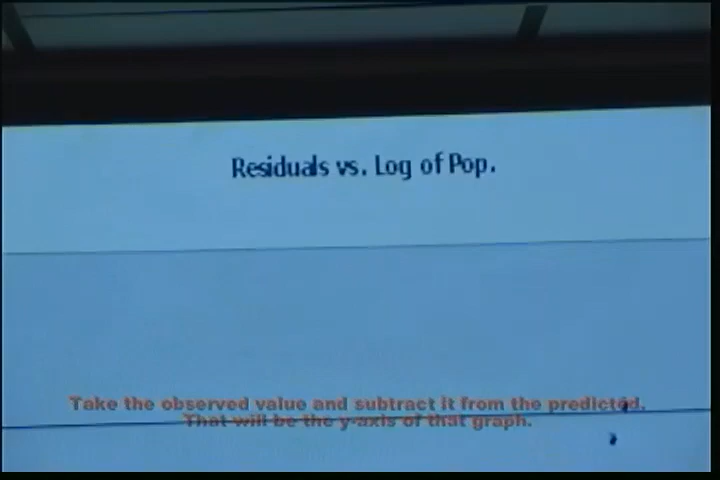 Residuals vs. Log of Pop.
Take the observed value and subtract it from the predicted.
That will be the y-axis of that graph.